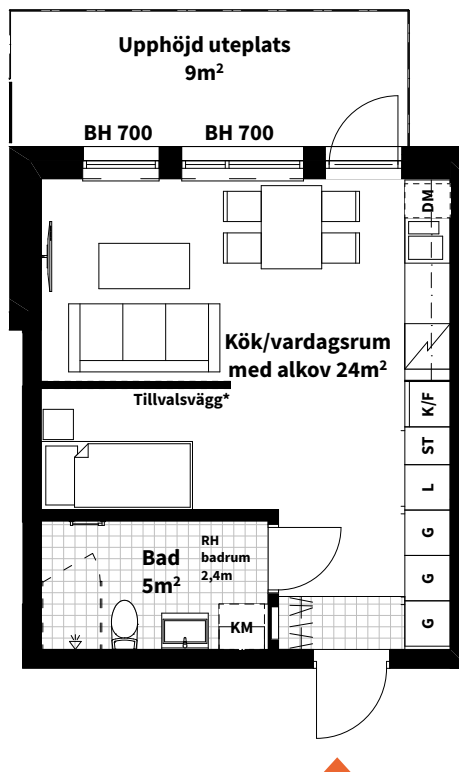 Upphöjd uteplats
9m²
BH 700
BH 700
DM
Kök/vardagsrum
med alkov 24m²
Tillvalsvägg*
K/F
ST
L
G
G
G
Bad
5m²
RH
badrum
2,4m
KM